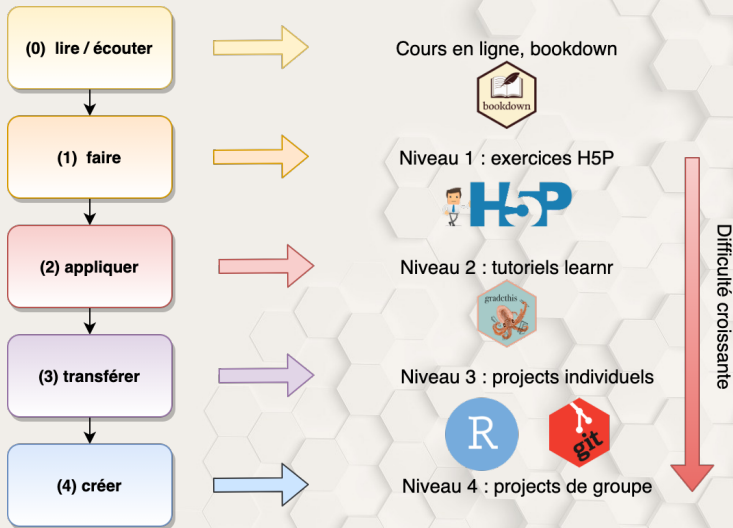 (0) lire / écouter
Cours en ligne, bookdown
bookdown
(1) faire
Niveau 1 : exercices H5P
H5P
(2) appliquer
Niveau 2 : tutoriels learnr
gradethis
(3) transférer
Niveau 3 : projects individuels
R
git
(4) créer
Niveau 4 : projects de groupe
Difficulté croissante